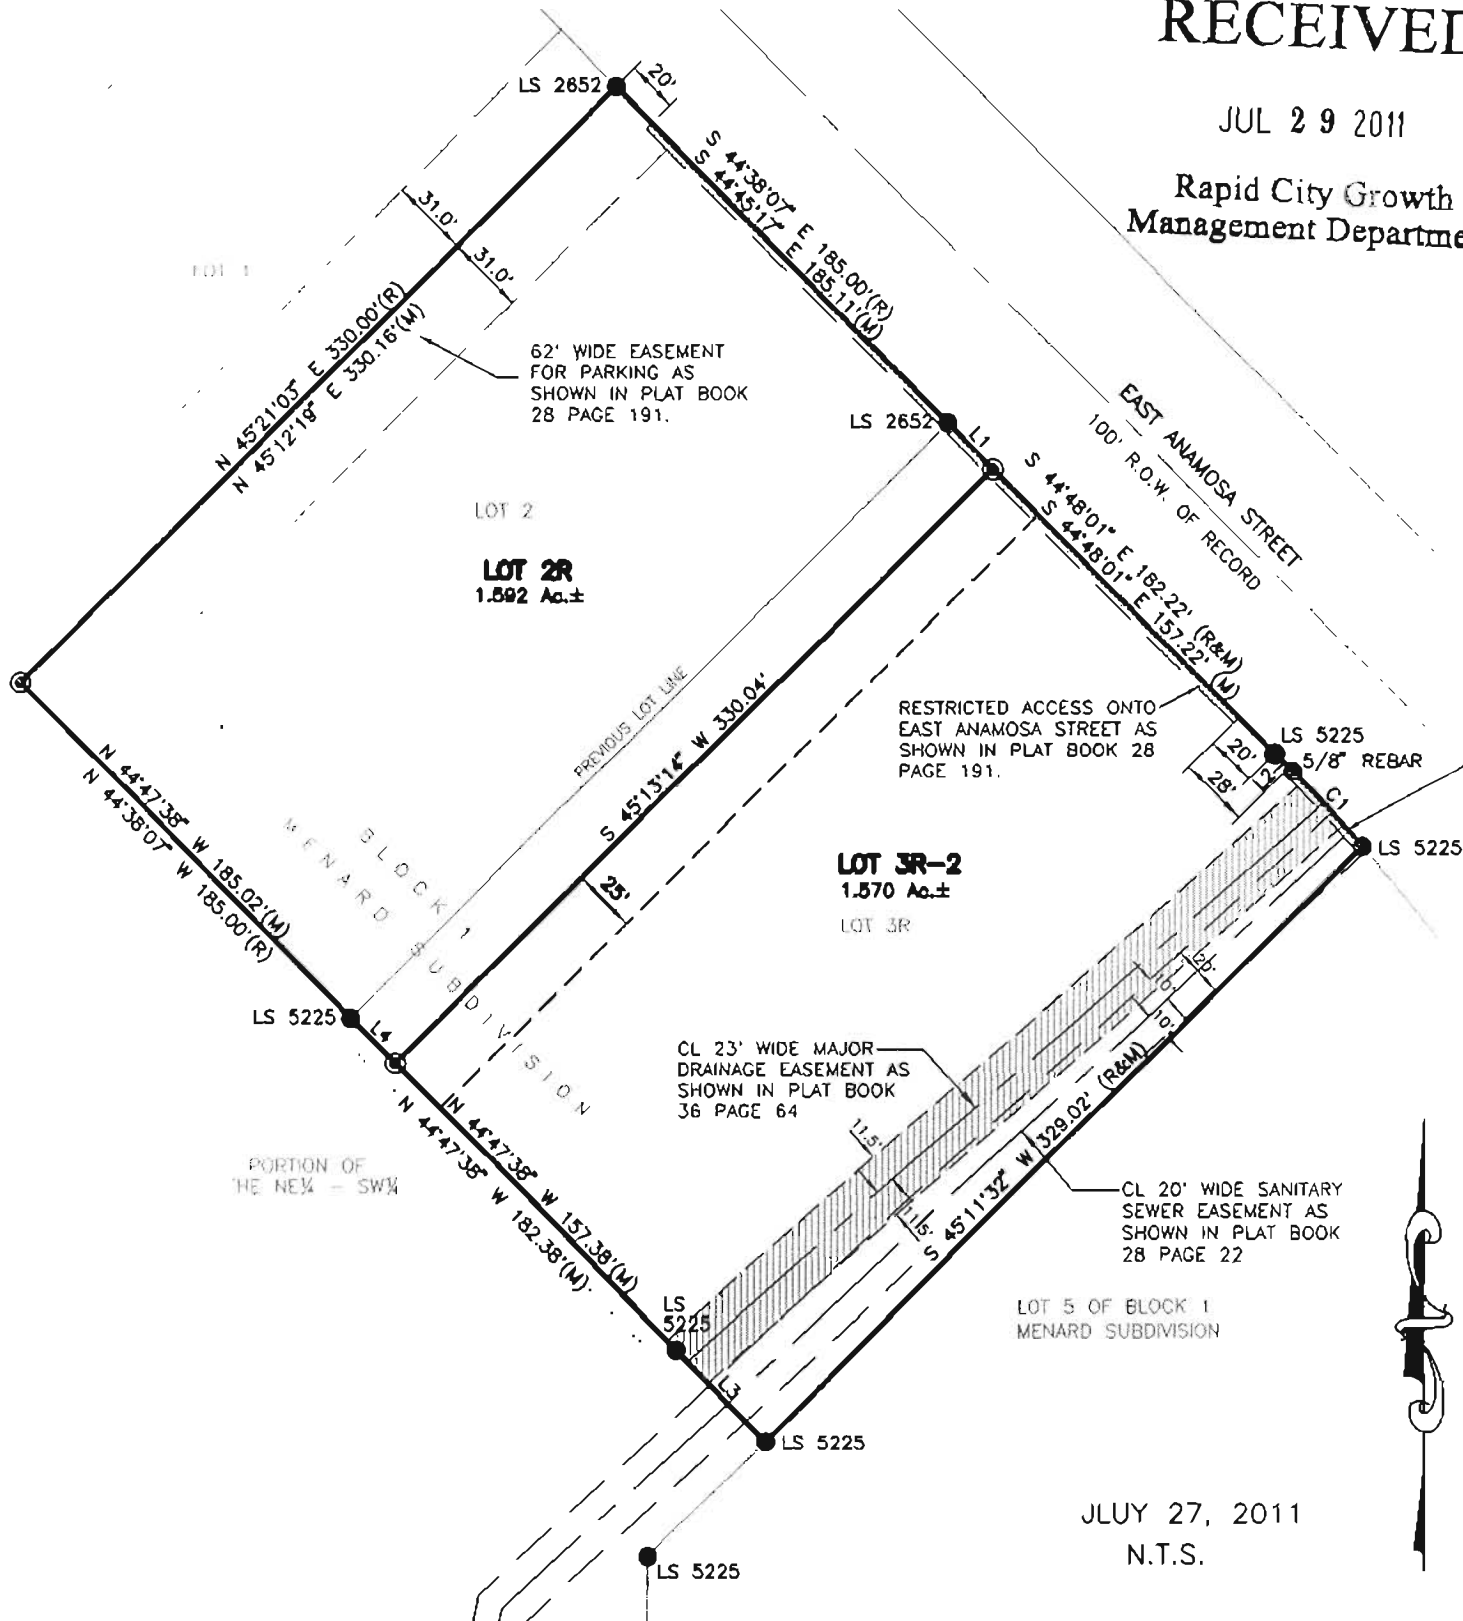 RECEIVED
JUL 29 2011
Rapid City Growth
Management Departme
LS 2652
20'
S 44°38'07" E 185.00'(R)
S 44°45'17" E 185.11'(M)
31.0'
31.0'
LOT 1
N 45°21'03" E 330.00'(R)
N 45°12'19" E 330.16'(M)
62' WIDE EASEMENT
FOR PARKING AS
SHOWN IN PLAT BOOK
28 PAGE 191.
LS 2652
L1
EAST ANAMOSA STREET
100' R.O.W. OF RECORD
S 44°48'01" E 182.22' (R&M)
S 44°48'01" E 157.22' (M)
LOT 2
LOT 2R
1.592 Ac.±
PREVIOUS LOT LINE
S 45°13'14" W 330.04'
RESTRICTED ACCESS ONTO
EAST ANAMOSA STREET AS
SHOWN IN PLAT BOOK 28
PAGE 191.
LS 5225
5/8" REBAR
20'
L2
28'
C1
LS 5225
N 44°47'38" W 185.02'(M)
N 44°38'07" W 185.00'(R)
BLOCK 1
MENARD SUBDIVISION
25'
LOT 3R-2
1.570 Ac.±
LOT 3R
LS 5225
L4
20'
10'
10'
CL 23' WIDE MAJOR
DRAINAGE EASEMENT AS
SHOWN IN PLAT BOOK
36 PAGE 64
11.5'
11.5'
S 45°11'32" W 329.02' (R&M)
N 44°47'38" W 157.38'(M)
N 44°47'38" W 182.38'(M)
PORTION OF
HE NE¼ - SW¼
CL 20' WIDE SANITARY
SEWER EASEMENT AS
SHOWN IN PLAT BOOK
28 PAGE 22
LS
5225
L3
LOT 5 OF BLOCK 1
MENARD SUBDIVISION
LS 5225
JLUY 27, 2011
N.T.S.
LS 5225